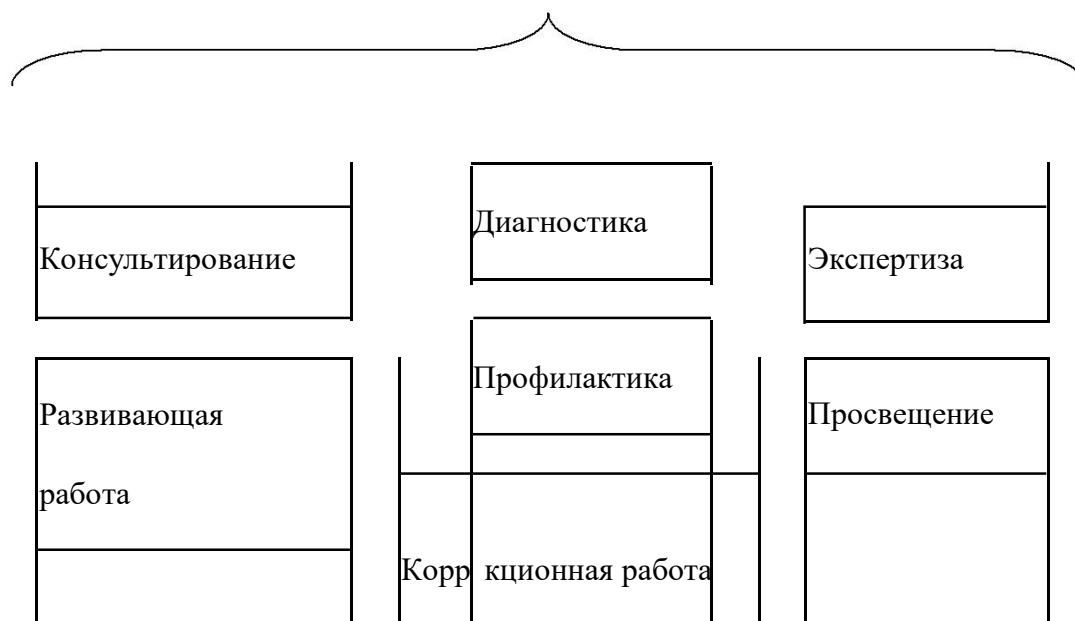 Консультирование
Диагностика
Экспертиза
Развивающая
работа
Профилактика
Просвещение
Корр кционная работа